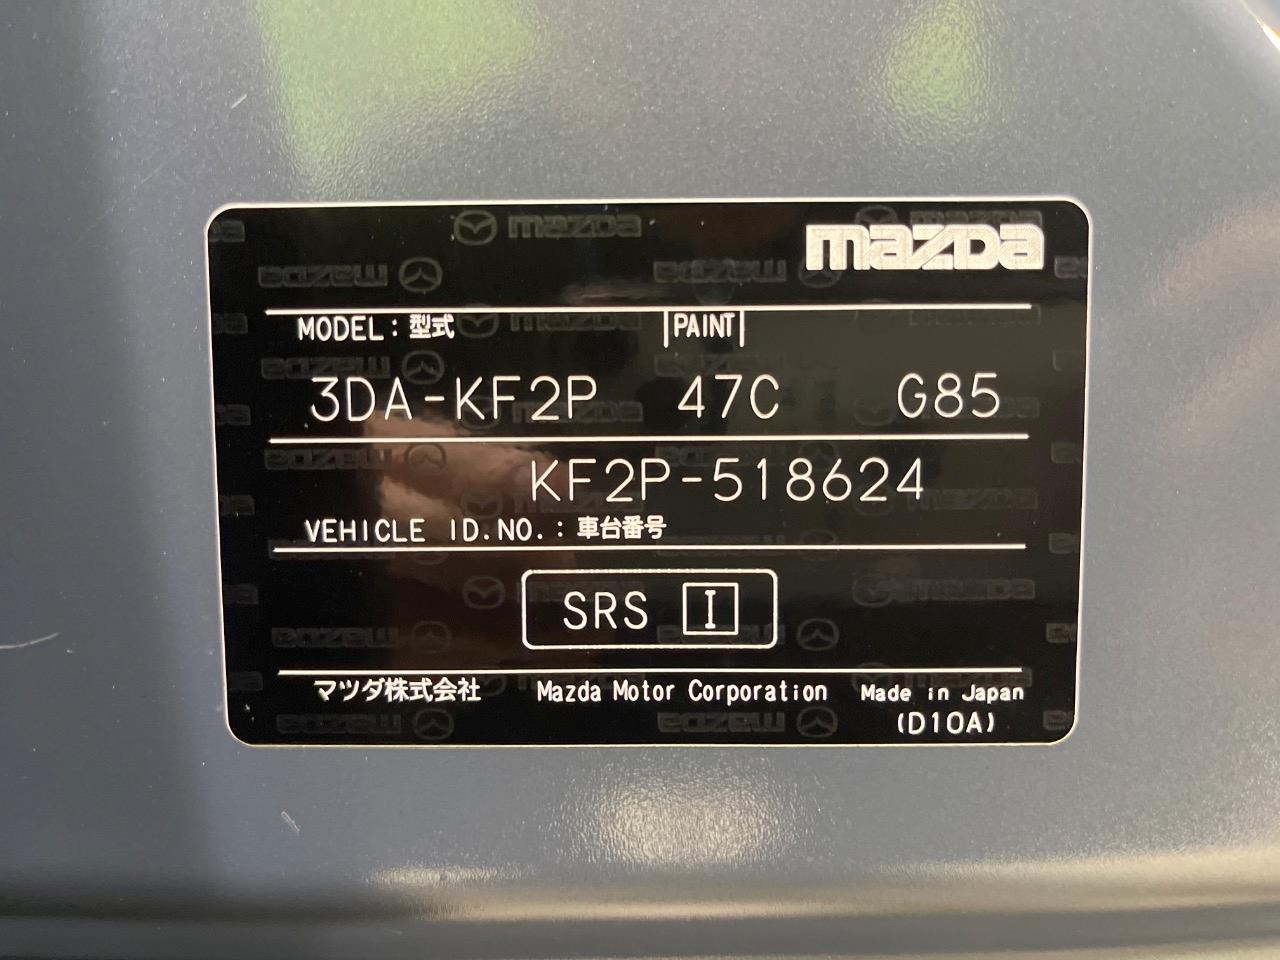 mazda
MODEL:型式 PAINT
3DA-KF2P 47C G85
KF2P-518624
VEHICLE ID.NO.:車台番号
SRS I
マツダ株式会社 Mazda Motor Corporation Made in Japan
(D10A)